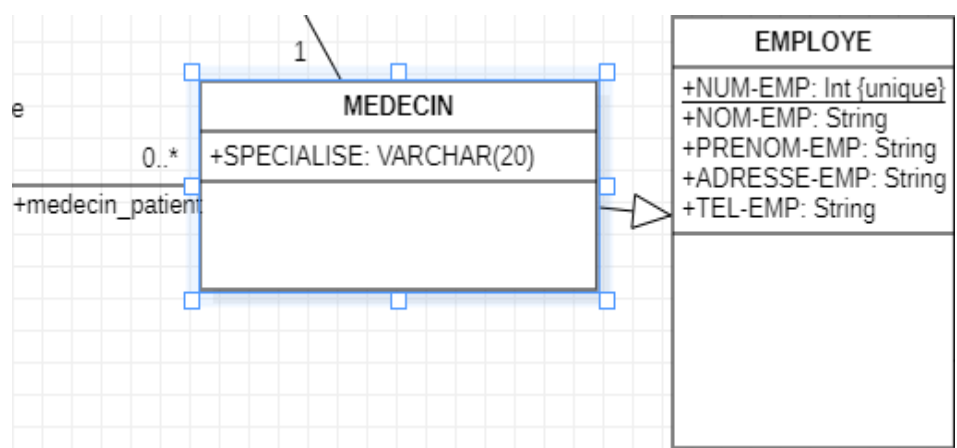 1
e
0..*
+medecin_patient
MEDECIN
+SPECIALISE: VARCHAR(20)
EMPLOYE
+NUM-EMP: Int {unique}
+NOM-EMP: String
+PRENOM-EMP: String
+ADRESSE-EMP: String
+TEL-EMP: String